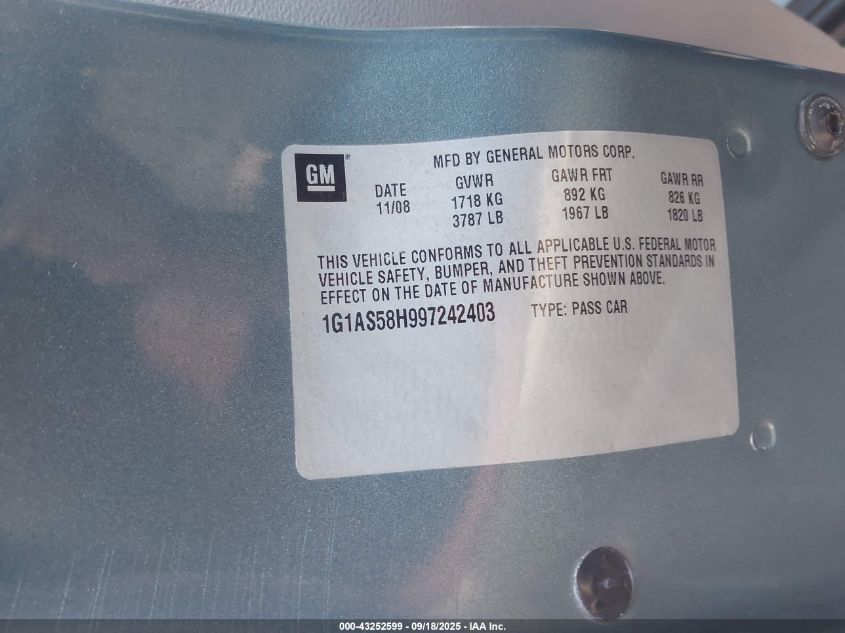 GM ®
MFD BY GENERAL MOTORS CORP.
DATE GVWR GAWR FRT GAWR RR
11/08 1718 KG 892 KG 826 KG
3787 LB 1967 LB 1820 LB
THIS VEHICLE CONFORMS TO ALL APPLICABLE U.S. FEDERAL MOTOR
VEHICLE SAFETY, BUMPER, AND THEFT PREVENTION STANDARDS IN
EFFECT ON THE DATE OF MANUFACTURE SHOWN ABOVE.
1G1AS58H997242403 TYPE: PASS CAR
000-43252599 - 09/18/2025 - IAA Inc.